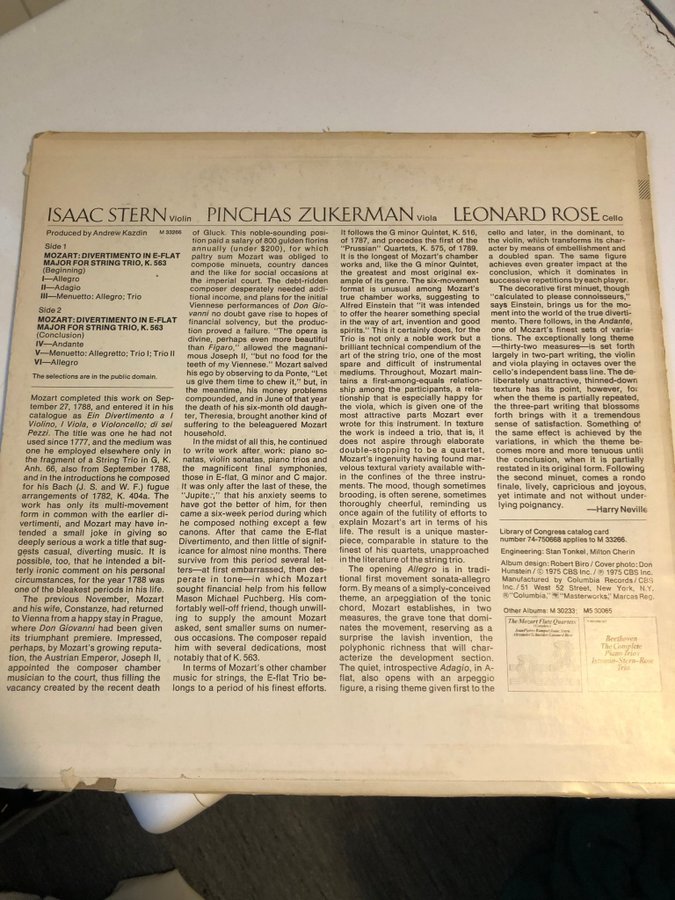 ISAAC STERN Violin PINCHAS ZUKERMAN Viola LEONARD ROSE Cello
Produced by Andrew Kazdin M 33266
Side 1
MOZART: DIVERTIMENTO IN E-FLAT
MAJOR FOR STRING TRIO, K. 563
(Beginning)
I—Allegro
II—Adagio
III—Menuetto: Allegro; Trio
Side 2
MOZART: DIVERTIMENTO IN E-FLAT
MAJOR FOR STRING TRIO, K. 563
(Conclusion)
IV—Andante
V—Menuetto: Allegretto; Trio I; Trio II
VI—Allegro
The selections are in the public domain.
Mozart completed this work on Sep-
tember 27, 1788, and entered it in his
catalogue as Ein Divertimento a I
Violino, I Viola, e Violoncello; di sei
Pezzi. The title was one he had not
used since 1777, and the medium was
one he employed elsewhere only in
the fragment of a String Trio in G, K.
Anh. 66, also from September 1788,
and in the introductions he composed
for his Bach (J. S. and W. F.) fugue
arrangements of 1782, K. 404a. The
work has only its multi-movement
form in common with the earlier di-
vertimenti, and Mozart may have in-
tended a small joke in giving so
deeply serious a work a title that sug-
gests casual, diverting music. It is
possible, too, that he intended a bit-
terly ironic comment on his personal
circumstances, for the year 1788 was
one of the bleakest periods in his life.
The previous November, Mozart
and his wife, Constanze, had returned
to Vienna from a happy stay in Prague,
where Don Giovanni had been given
its triumphant premiere. Impressed,
perhaps, by Mozart's growing reputa-
tion, the Austrian Emperor, Joseph II,
appointed the composer chamber
musician to the court, thus filling the
vacancy created by the recent death
of Gluck. This noble-sounding posi-
tion paid a salary of 800 gulden florins
annually (under $200), for which
paltry sum Mozart was obliged to
compose minuets, country dances
and the like for social occasions at
the imperial court. The debt-ridden
composer desperately needed addi-
tional income, and plans for the initial
Viennese performances of Don Gio-
vanni no doubt gave rise to hopes of
financial solvency, but the produc-
tion proved a failure. "The opera is
divine, perhaps even more beautiful
than Figaro," allowed the magnani-
mous Joseph II, "but no food for the
teeth of my Viennese." Mozart salved
his ego by observing to da Ponte, "Let
us give them time to chew it," but, in
the meantime, his money problems
compounded, and in June of that year
the death of his six-month old daugh-
ter, Theresia, brought another kind of
suffering to the beleaguered Mozart
household.
In the midst of all this, he continued
to write work after work: piano so-
natas, violin sonatas, piano trios and
the magnificent final symphonies,
those in E-flat, G minor and C major.
It was only after the last of these, the
"Jupiter," that his anxiety seems to
have got the better of him, for then
came a six-week period during which
he composed nothing except a few
canons. After that came the E-flat
Divertimento, and then little of signif-
icance for almost nine months. There
survive from this period several let-
ters—at first embarrassed, then des-
perate in tone—in which Mozart
sought financial help from his fellow
Mason Michael Puchberg. His com-
fortably well-off friend, though unwill-
ing to supply the amount Mozart
asked, sent smaller sums on numer-
ous occasions. The composer repaid
him with several dedications, most
notably that of K. 563.
In terms of Mozart's other chamber
music for strings, the E-flat Trio be-
longs to a period of his finest efforts.
It follows the G minor Quintet, K. 516,
of 1787, and precedes the first of the
"Prussian" Quartets, K. 575, of 1789.
It is the longest of Mozart's chamber
works and, like the G minor Quintet,
the greatest and most original ex-
ample of its genre. The six-movement
format is unusual among Mozart's
true chamber works, suggesting to
Alfred Einstein that "it was intended
to offer the hearer something special
in the way of art, invention and good
spirits." This it certainly does, for the
Trio is not only a noble work but a
brilliant technical compendium of the
art of the string trio, one of the most
spare and difficult of instrumental
mediums. Throughout, Mozart main-
tains a first-among-equals relation-
ship among the participants, a rela-
tionship that is especially happy for
the viola, which is given one of the
most attractive parts Mozart ever
wrote for this instrument. In texture
the work is indeed a trio, that is, it
does not aspire through elaborate
double-stopping to be a quartet,
Mozart's ingenuity having found mar-
velous textural variety available with-
in the confines of the three instru-
ments. The mood, though sometimes
brooding, is often serene, sometimes
thoroughly cheerful, reminding us
once again of the futility of efforts to
explain Mozart's art in terms of his
life. The result is a unique master-
piece, comparable in stature to the
finest of his quartets, unapproached
in the literature of the string trio.
The opening Allegro is in tradi-
tional first movement sonata-allegro
form. By means of a simply-conceived
theme, an arpeggiation of the tonic
chord, Mozart establishes, in two
measures, the grave tone that domi-
nates the movement, reserving as a
surprise the lavish invention, the
polyphonic richness that will char-
acterize the development section.
The quiet, introspective Adagio, in A-
flat, also opens with an arpeggio
figure, a rising theme given first to the
cello and later, in the dominant, to
the violin, which transforms its char-
acter by means of embellishment and
a doubled span. The same figure
achieves even greater impact at the
conclusion, which it dominates in
successive repetitions by each player.
The decorative first minuet, though
"calculated to please connoisseurs,"
says Einstein, brings us for the mo-
ment into the world of true diverti-
mento. There follows, in the Andante,
one of Mozart's finest sets of varia-
tions. The exceptionally long theme
—thirty-two measures—is set forth
largely in two-part writing, the violin
and viola playing in octaves over the
cello's independent bass line. The de-
liberately unattractive, thinned-down
texture has its point, however, for
when the theme is partially repeated,
the three-part writing that blossoms
forth brings with it a tremendous
sense of satisfaction. Something of
the same effect is achieved by the
variations, in which the theme be-
comes more and more tenuous until
the conclusion, when it is partially
restated in its original form. Following
the second minuet, comes a rondo
finale, lively, capricious and joyous,
yet intimate and not without under-
lying poignancy.
—Harry Neville
Library of Congress catalog card
number 74-750668 applies to M 33266.
Engineering: Stan Tonkel, Milton Cherin
Album design: Robert Biro / Cover photo: Don
Hunstein / © 1975 CBS Inc. / ℗ 1975 CBS Inc.
Manufactured by Columbia Records / CBS
Inc. / 51 West 52 Street, New York, N.Y.
® "Columbia," "Masterworks," Marcas Reg.
Other Albums: M 30233; M5 30065
The Mozart Flute Quartets
Beethoven
The Complete
Piano Trios
Istomin-Stern-Rose
Trio